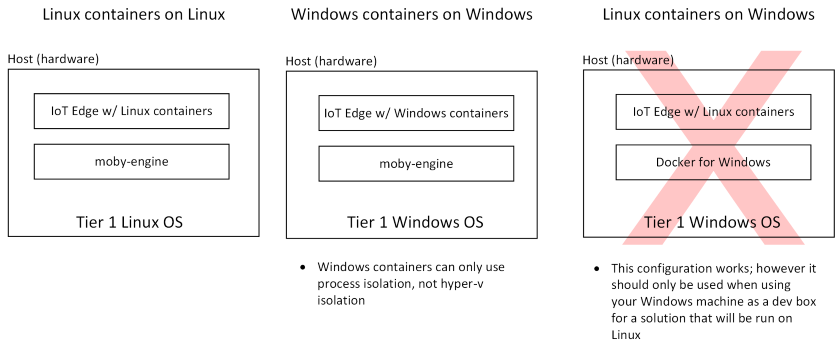 Linux containers on Linux
Host (hardware)
IoT Edge w/ Linux containers
moby-engine
Tier 1 Linux OS
Windows containers on Windows
Host (hardware)
IoT Edge w/ Windows containers
moby-engine
Tier 1 Windows OS
• Windows containers can only use
process isolation, not hyper-v
isolation
Linux containers on Windows
Host (hardware)
IoT Edge w/ Linux containers
Docker for Windows
Tier 1 Windows OS
• This configuration works; however it
should only be used when using
your Windows machine as a dev box
for a solution that will be run on
Linux